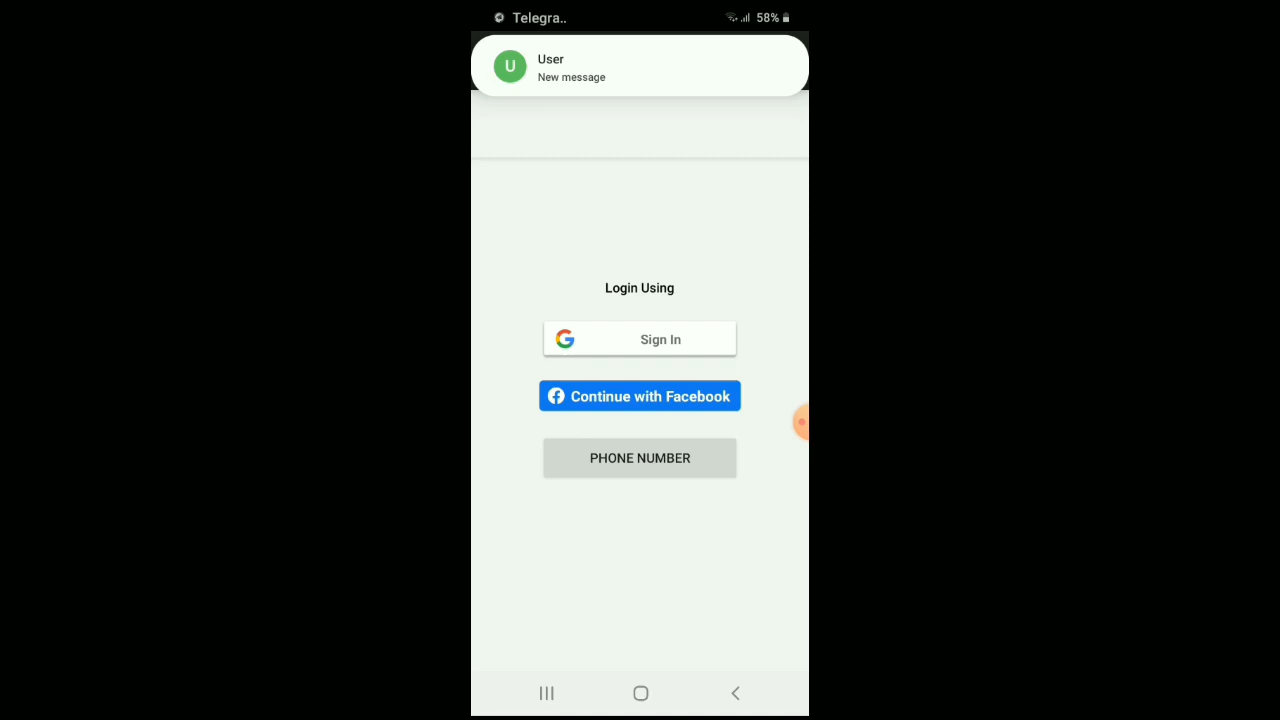 Telegra.. 58%
User
U
New message
Login Using
Sign In
Continue with Facebook
PHONE NUMBER